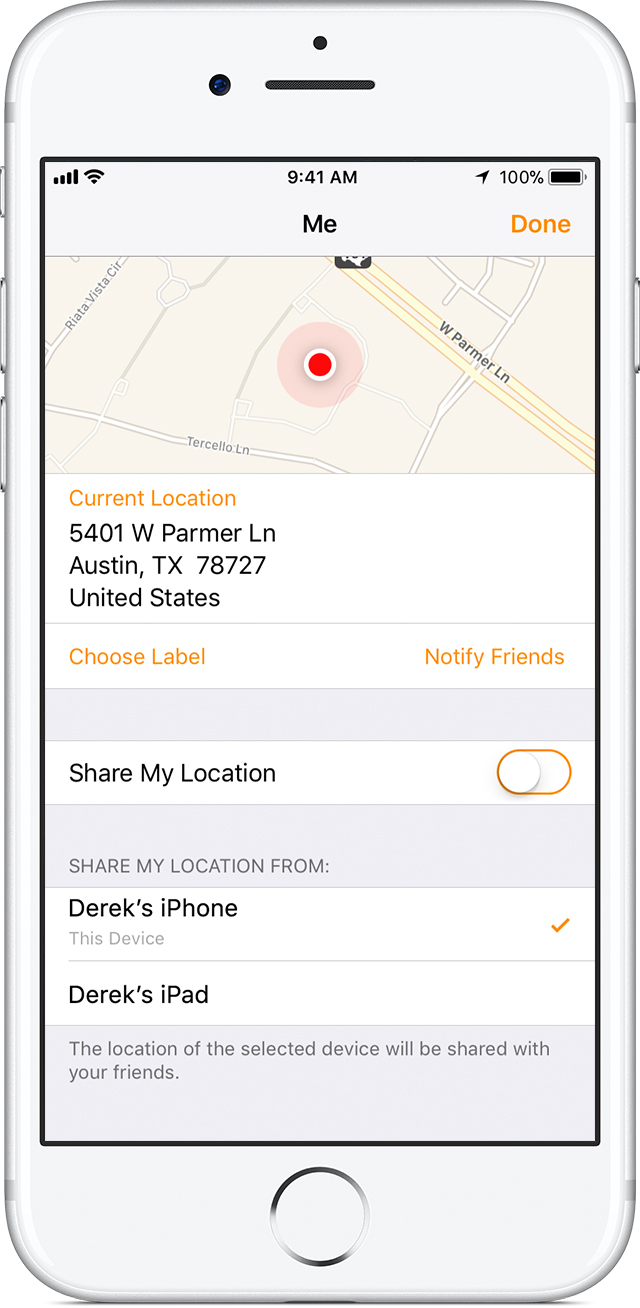 9:41 AM 100%
Me Done
Riata Vista Cir
W Parmer Ln
Tercello Ln
Current Location
5401 W Parmer Ln
Austin, TX  78727
United States
Choose Label Notify Friends
Share My Location
SHARE MY LOCATION FROM:
Derek’s iPhone
This Device
Derek’s iPad
The location of the selected device will be shared with
your friends.